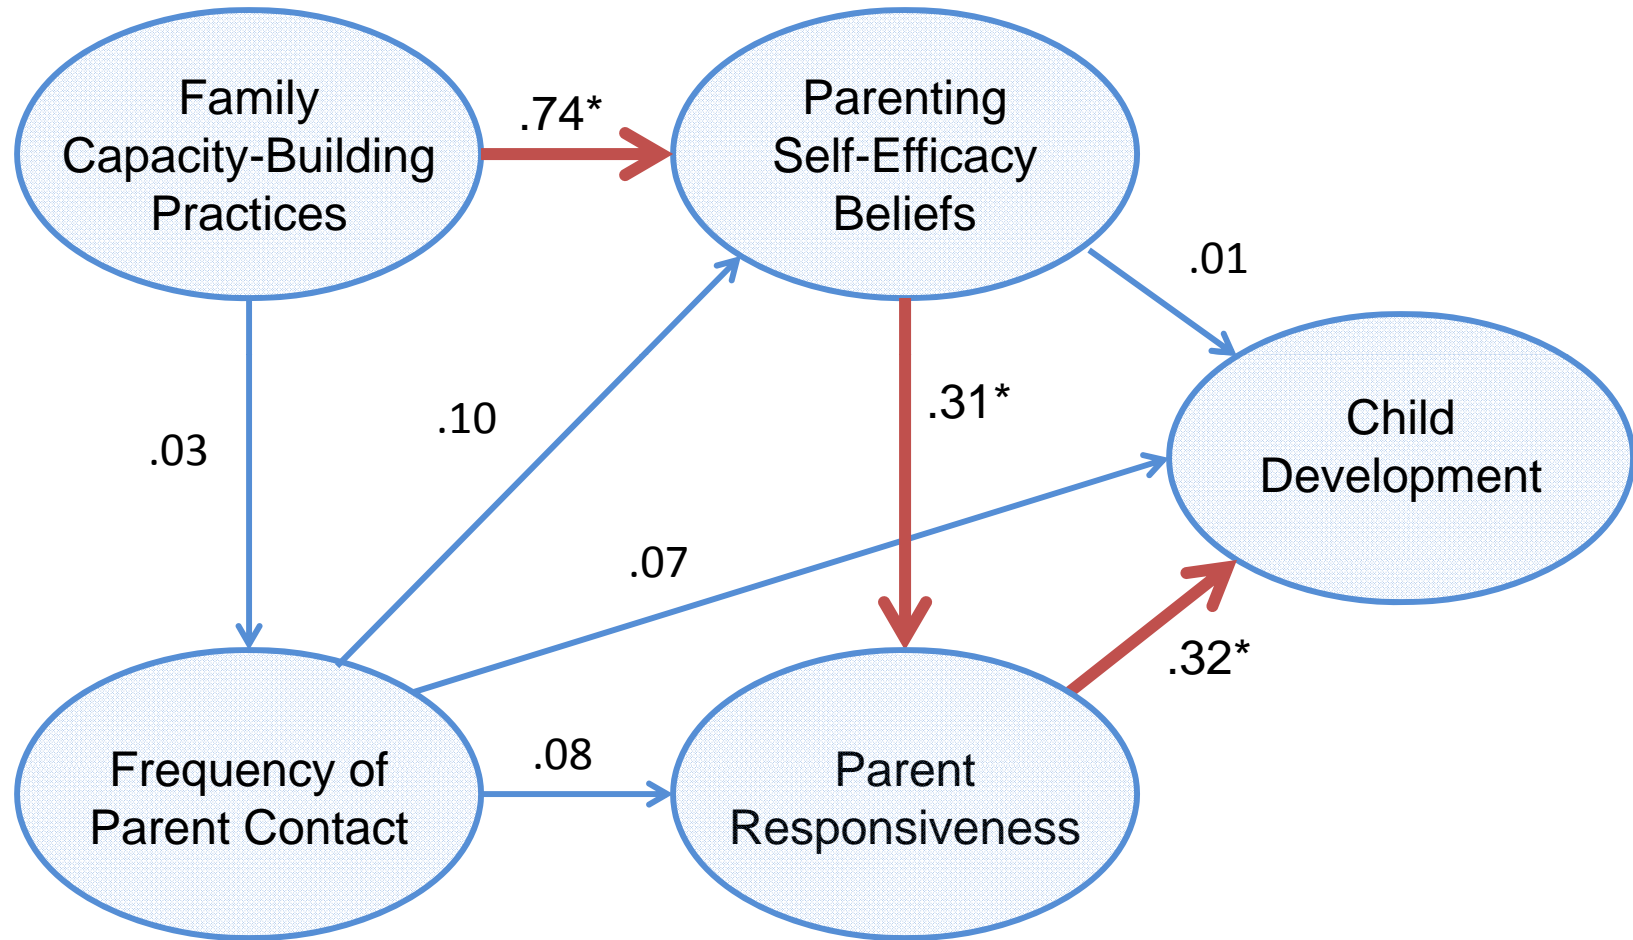 Family
Capacity-Building
Practices
.74*
Parenting
Self-Efficacy
Beliefs
.01
.03
.10
.31*
Child
Development
.07
.32*
Frequency of
Parent Contact
.08
Parent
Responsiveness